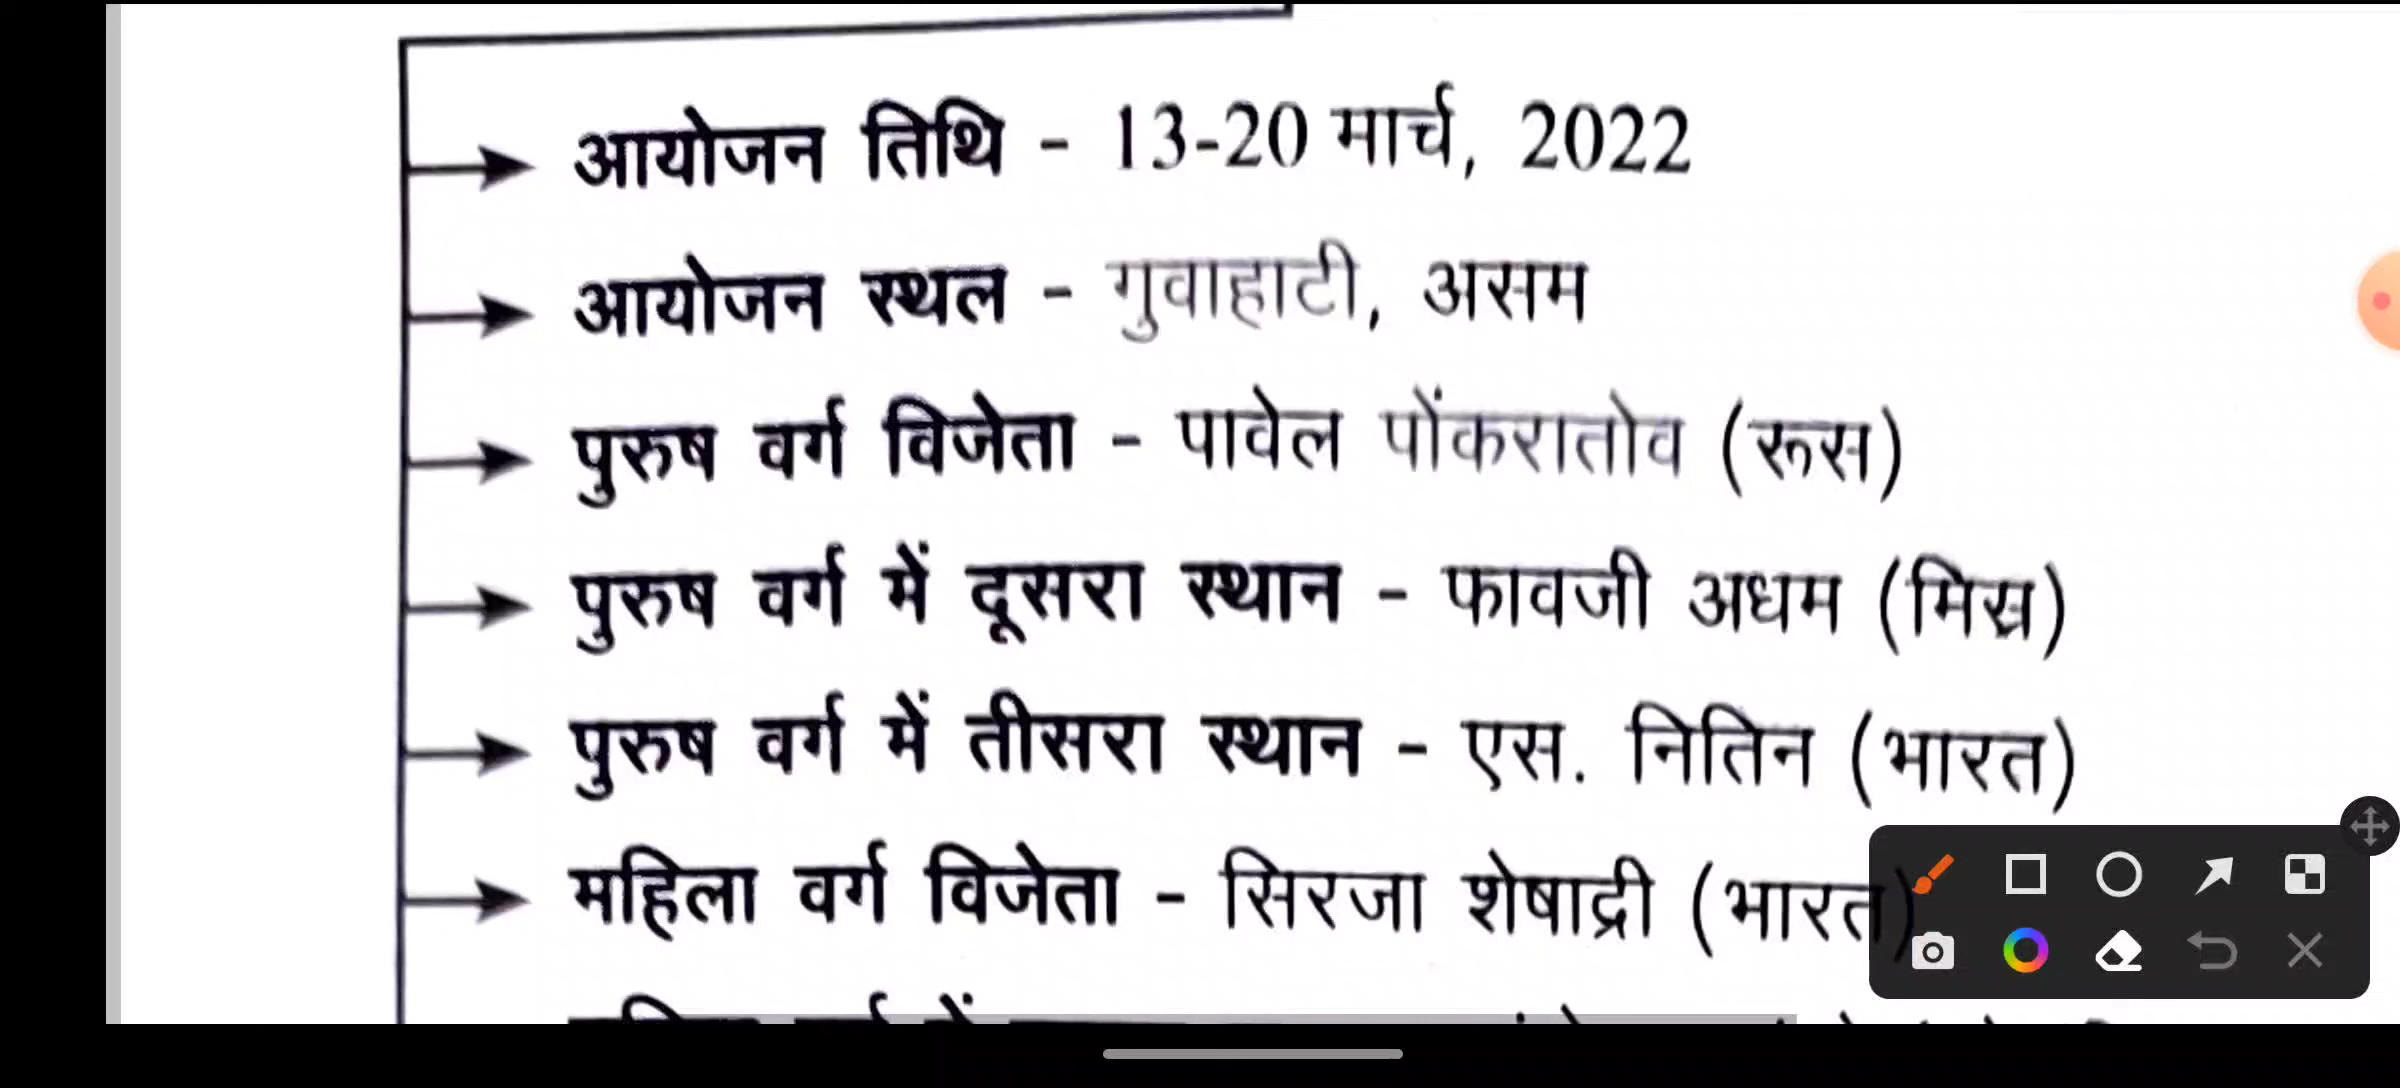 आयोजन तिथि - 13-20 मार्च, 2022
आयोजन स्थल - गुवाहाटी, असम
पुरुष वर्ग विजेता - पावेल पोंकरातोव (रूस)
पुरुष वर्ग में दूसरा स्थान - फावजी अधम (मिस्र)
पुरुष वर्ग में तीसरा स्थान - एस. नितिन (भारत)
महिला वर्ग विजेता - सिरजा शेषाद्री (भारत)